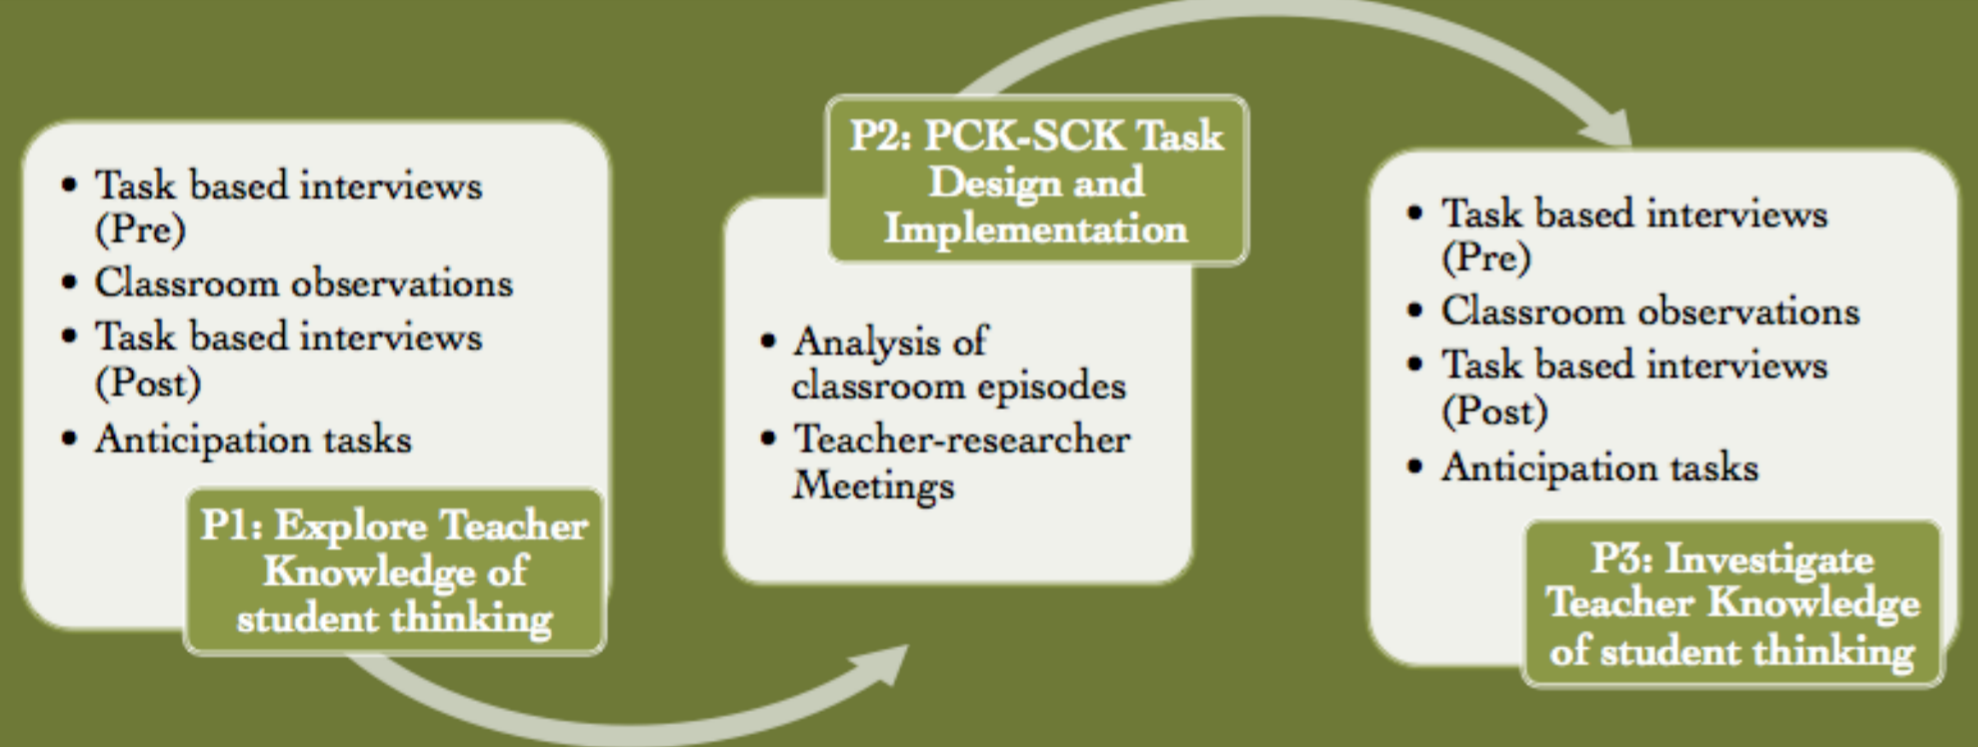 • Task based interviews
(Pre)
• Classroom observations
• Task based interviews
(Post)
• Anticipation tasks
P1: Explore Teacher
Knowledge of
student thinking
P2: PCK-SCK Task
Design and
Implementation
• Analysis of
classroom episodes
• Teacher-researcher
Meetings
• Task based interviews
(Pre)
• Classroom observations
• Task based interviews
(Post)
• Anticipation tasks
P3: Investigate
Teacher Knowledge
of student thinking